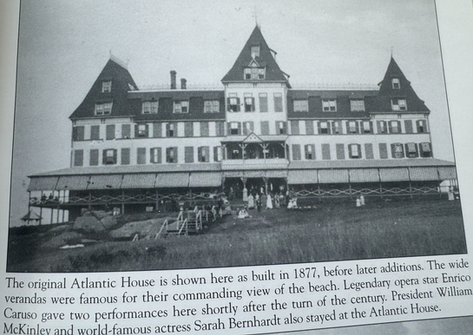 The original Atlantic House is shown here as built in 1877, before later additions. The wide
verandas were famous for their commanding view of the beach. Legendary opera star Enrico
Caruso gave two performances here shortly after the turn of the century. President William
McKinley and world-famous actress Sarah Bernhardt also stayed at the Atlantic House.